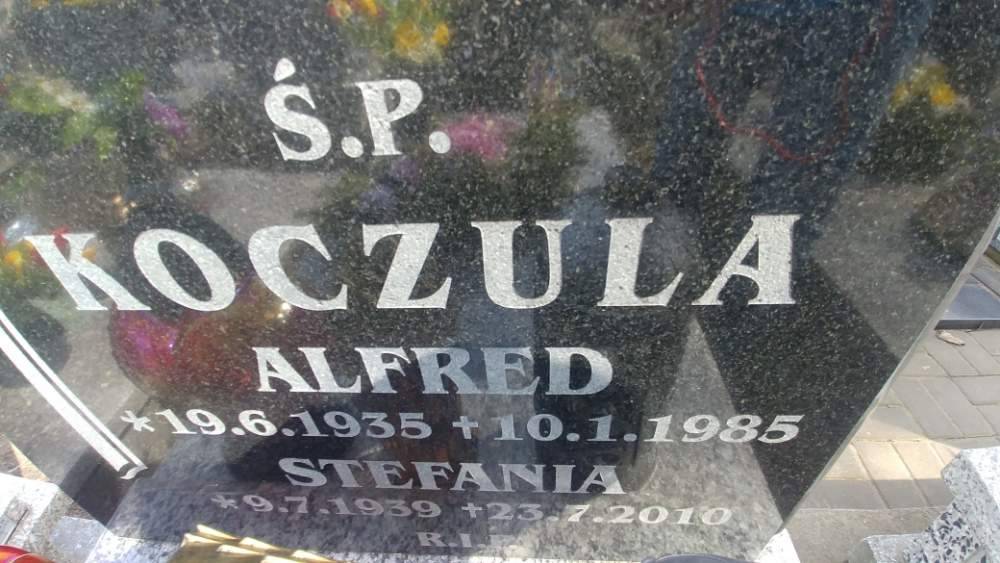 Ś.P.
KOCZULA
ALFRED
*19.6.1935 +10.1.1985
STEFANIA
*9.7.1939 +23.7.2010